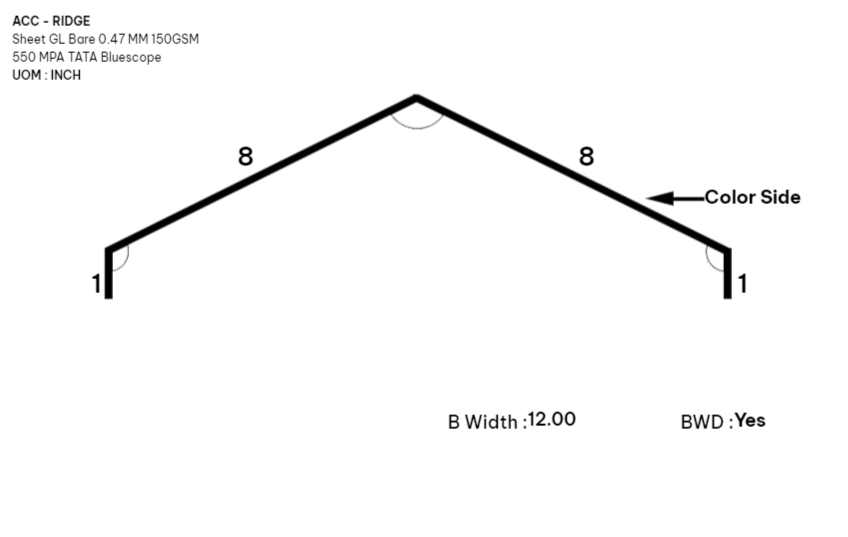 ACC - RIDGE
Sheet GL Bare 0.47 MM 150GSM
550 MPA TATA Bluescope
UOM : INCH
8
8
Color Side
1
1
B Width :12.00
BWD :Yes